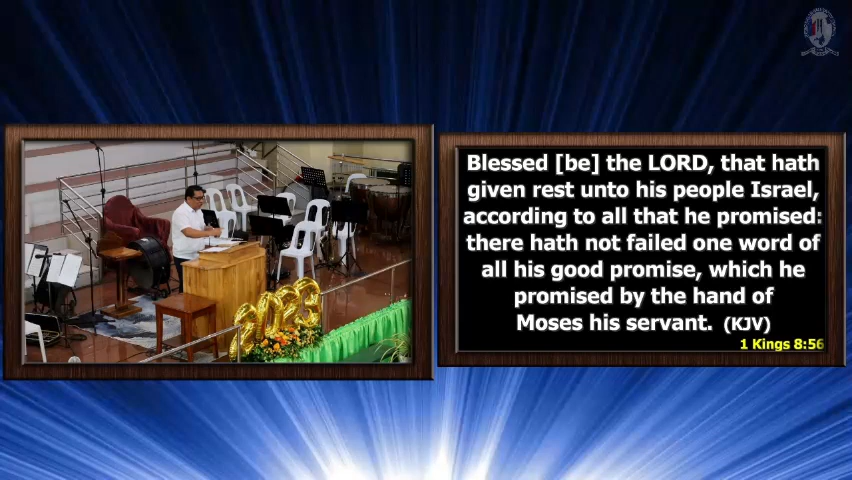 Blessed [be] the LORD, that hath
given rest unto his people Israel,
according to all that he promised:
there hath not failed one word of
all his good promise, which he
promised by the hand of
Moses his servant. (KJV)
1 Kings 8:56
2023